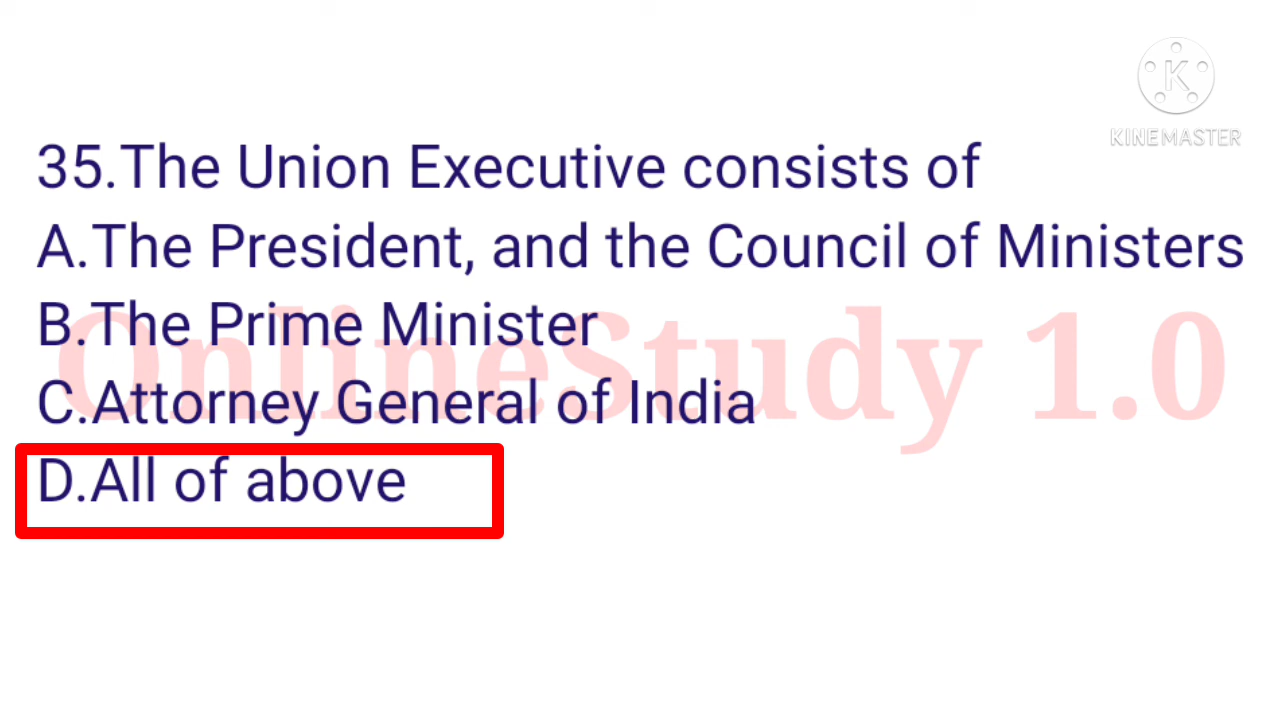 K
KINEMASTER
35.The Union Executive consists of
A.The President, and the Council of Ministers
B.The Prime Minister
OnlineStudy 1.0
C.Attorney General of India
D.All of above